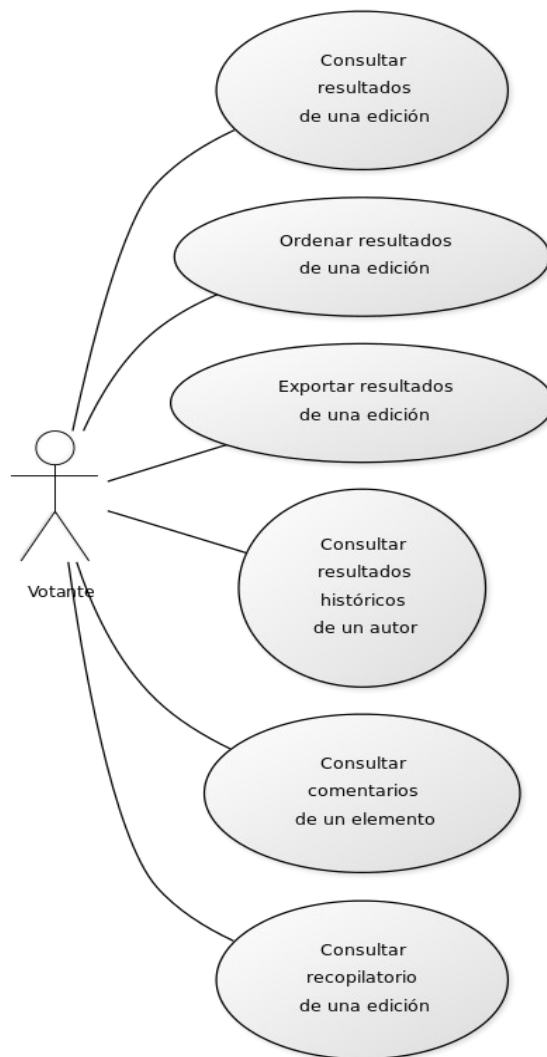 Consultar
resultados
de una edición
Ordenar resultados
de una edición
Exportar resultados
de una edición
Votante
Consultar
resultados
históricos
de un autor
Consultar
comentarios
de un elemento
Consultar
recopilatorio
de una edición